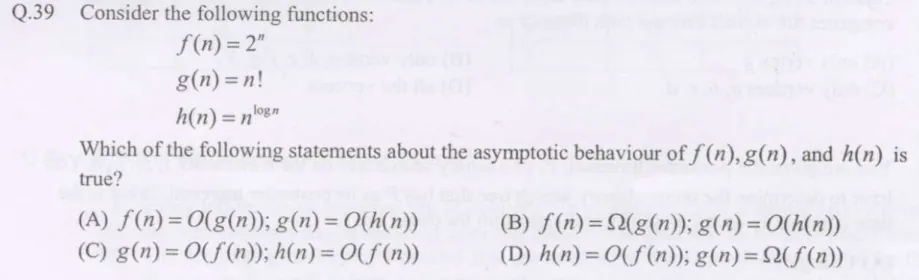 Q.39 Consider the following functions:
f(n) = 2ⁿ
g(n) = n!
h(n) = n^{log n}
Which of the following statements about the asymptotic behaviour of f(n), g(n), and h(n) is
true?
(A) f(n) = O(g(n)); g(n) = O(h(n)) (B) f(n) = Ω(g(n)); g(n) = O(h(n))
(C) g(n) = O(f(n)); h(n) = O(f(n)) (D) h(n) = O(f(n)); g(n) = Ω(f(n))